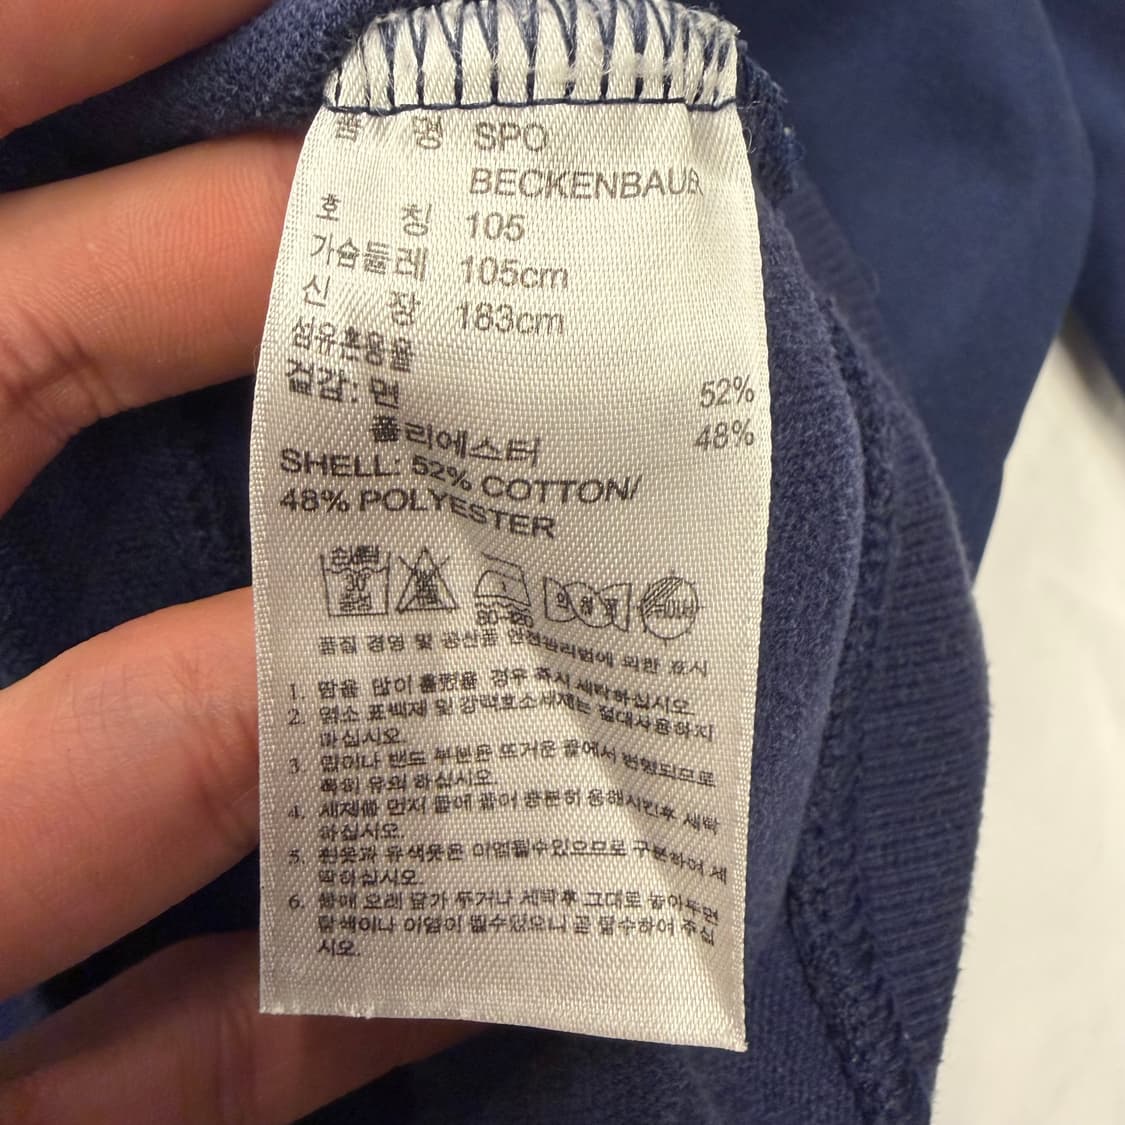 품 명 SPO
BECKENBAUR
호 칭 105
가슴둘레 105cm
신 장 183cm
섬유혼용율
겉감: 면 52%
폴리에스터 48%
SHELL: 52% COTTON/
48% POLYESTER
80-120
품질 경영 및 공산품 안전관리법에 의한 표시
1. 땀을 많이 흘렸을 경우 즉시 세탁하십시오
2. 염소 표백제 및 강력효소세제는 절대사용하지
마십시오.
3. 밑이나 밴드 부분은 뜨거운 물에서 변형되므로
특히 유의 하십시오.
4. 세제를 먼저 물에 풀어 충분히 용해시킨후 세탁
하십시오.
5. 흰옷과 유색옷은 이염될수있으므로 구분하여 세
탁하십시오.
6. 물에 오래 담가 두거나 세탁후 그대로 놓아두면
탈색이나 이염이 될수있으니 곧 탈수하여 주십
시오.